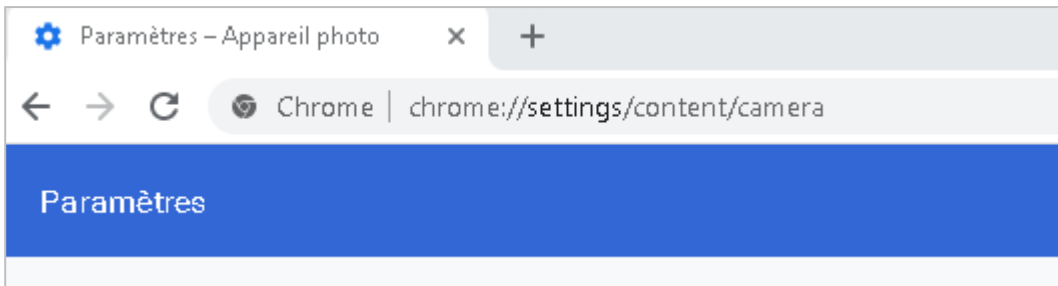 Paramètres – Appareil photo
Chrome | chrome://settings/content/camera
Paramètres